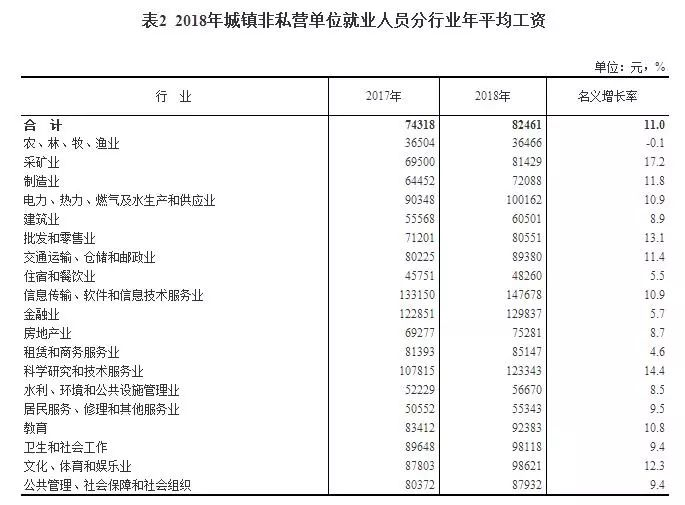 表2 2018年城镇非私营单位就业人员分行业年平均工资
单位：元，%
行 业 2017年 2018年 名义增长率
合 计 74318 82461 11.0
农、林、牧、渔业 36504 36466 -0.1
采矿业 69500 81429 17.2
制造业 64452 72088 11.8
电力、热力、燃气及水生产和供应业 90348 100162 10.9
建筑业 55568 60501 8.9
批发和零售业 71201 80551 13.1
交通运输、仓储和邮政业 80225 89380 11.4
住宿和餐饮业 45751 48260 5.5
信息传输、软件和信息技术服务业 133150 147678 10.9
金融业 122851 129837 5.7
房地产业 69277 75281 8.7
租赁和商务服务业 81393 85147 4.6
科学研究和技术服务业 107815 123343 14.4
水利、环境和公共设施管理业 52229 56670 8.5
居民服务、修理和其他服务业 50552 55343 9.5
教育 83412 92383 10.8
卫生和社会工作 89648 98118 9.4
文化、体育和娱乐业 87803 98621 12.3
公共管理、社会保障和社会组织 80372 87932 9.4